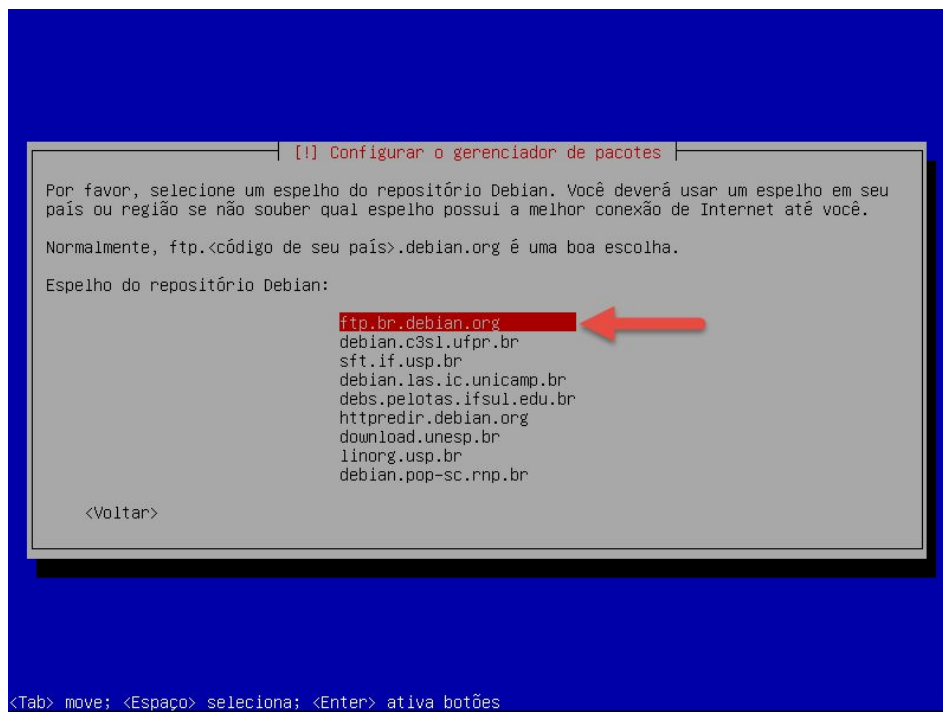 [!] Configurar o gerenciador de pacotes
Por favor, selecione um espelho do repositório Debian. Você deverá usar um espelho em seu
país ou região se não souber qual espelho possui a melhor conexão de Internet até você.
Normalmente, ftp.<código de seu país>.debian.org é uma boa escolha.
Espelho do repositório Debian:
ftp.br.debian.org
debian.c3sl.ufpr.br
sft.if.usp.br
debian.las.ic.unicamp.br
debs.pelotas.ifsul.edu.br
httpredir.debian.org
download.unesp.br
linorg.usp.br
debian.pop-sc.rnp.br
<Voltar>
<Tab> move; <Espaço> seleciona; <Enter> ativa botões